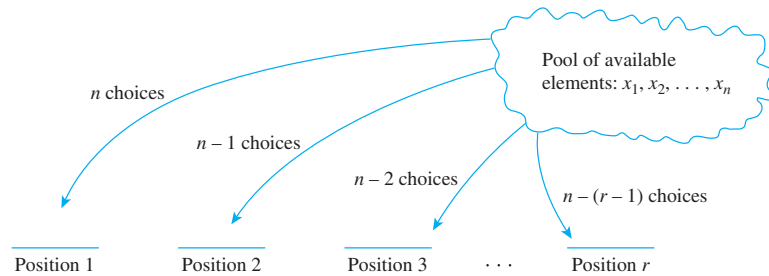 Pool of available
elements: x₁, x₂, . . . , xₙ
n choices
n – 1 choices
n – 2 choices
n – (r – 1) choices
Position 1 Position 2 Position 3 · · · Position r